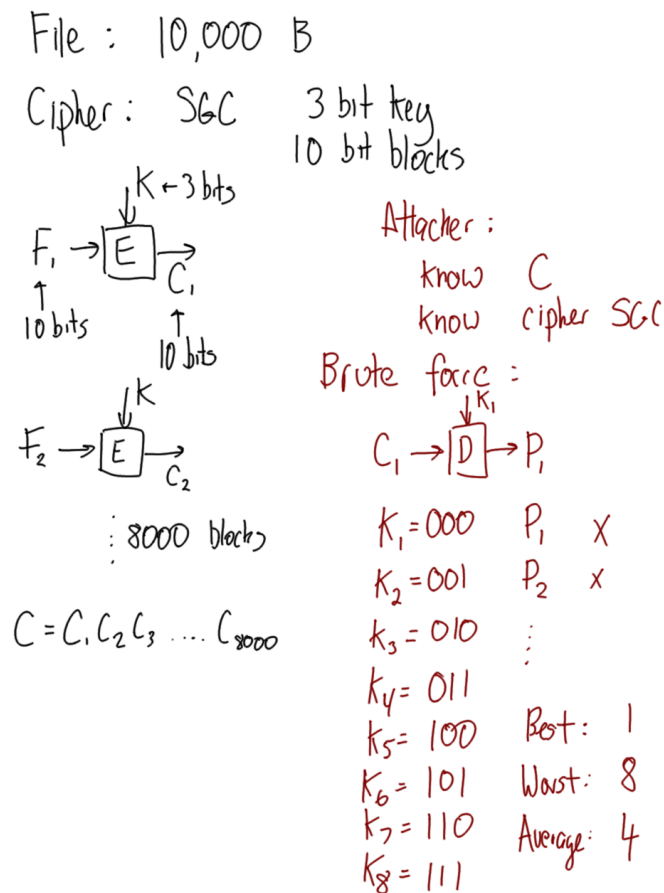 File : 10,000 B
Cipher : SGC 3 bit key
10 bit blocks
K ← 3 bits
F₁ → E → C₁
↑ 10 bits
↑ 10 bits
K
F₂ → E → C₂
⋮ 8000 blocks
C = C₁ C₂ C₃ .... C₈₀₀₀
Attacker :
know C
know cipher SGC
Brute force :
K₁
C₁ → D → P₁
K₁ = 000 P₁ X
K₂ = 001 P₂ x
K₃ = 010 ⋮
K₄ = 011
K₅ = 100 Best : 1
K₆ = 101 Worst : 8
K₇ = 110 Average : 4
K₈ = 111